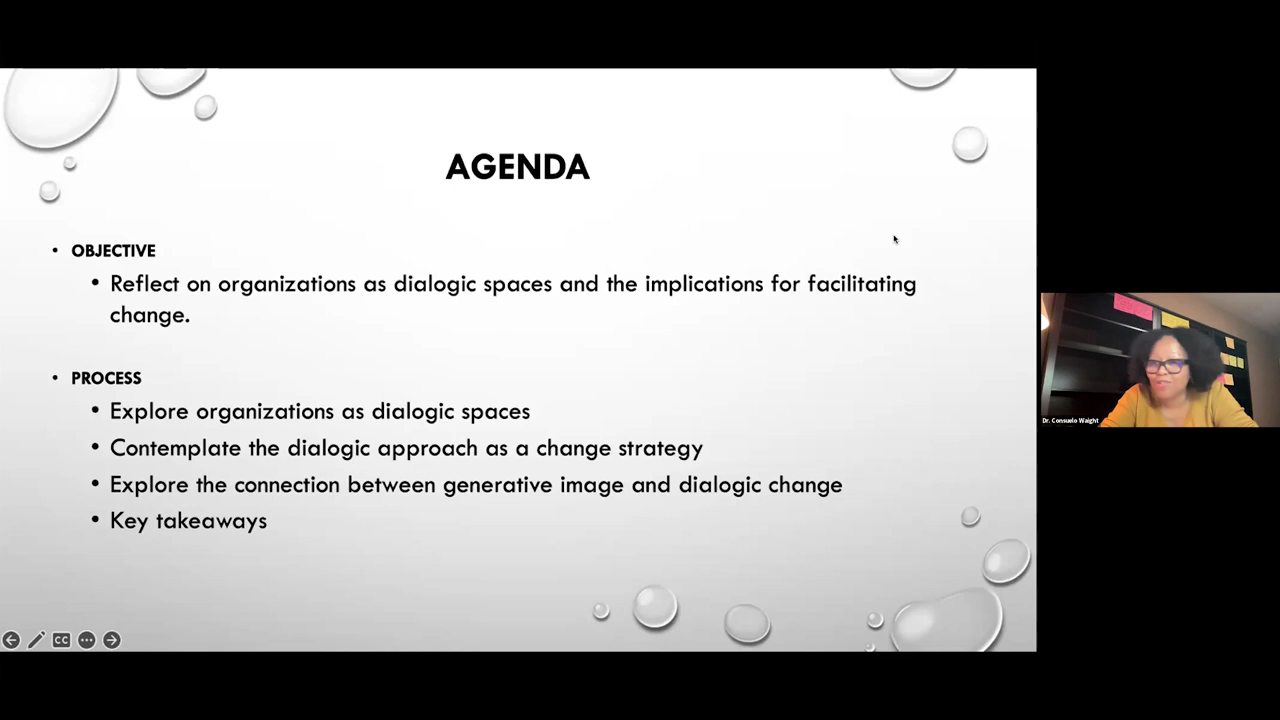 AGENDA
• OBJECTIVE
• Reflect on organizations as dialogic spaces and the implications for facilitating
change.
• PROCESS
• Explore organizations as dialogic spaces
• Contemplate the dialogic approach as a change strategy
• Explore the connection between generative image and dialogic change
• Key takeaways
Dr. Consuelo Waight
CC